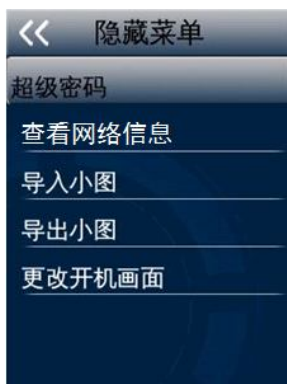 隐藏菜单
超级密码
查看网络信息
导入小图
导出小图
更改开机画面